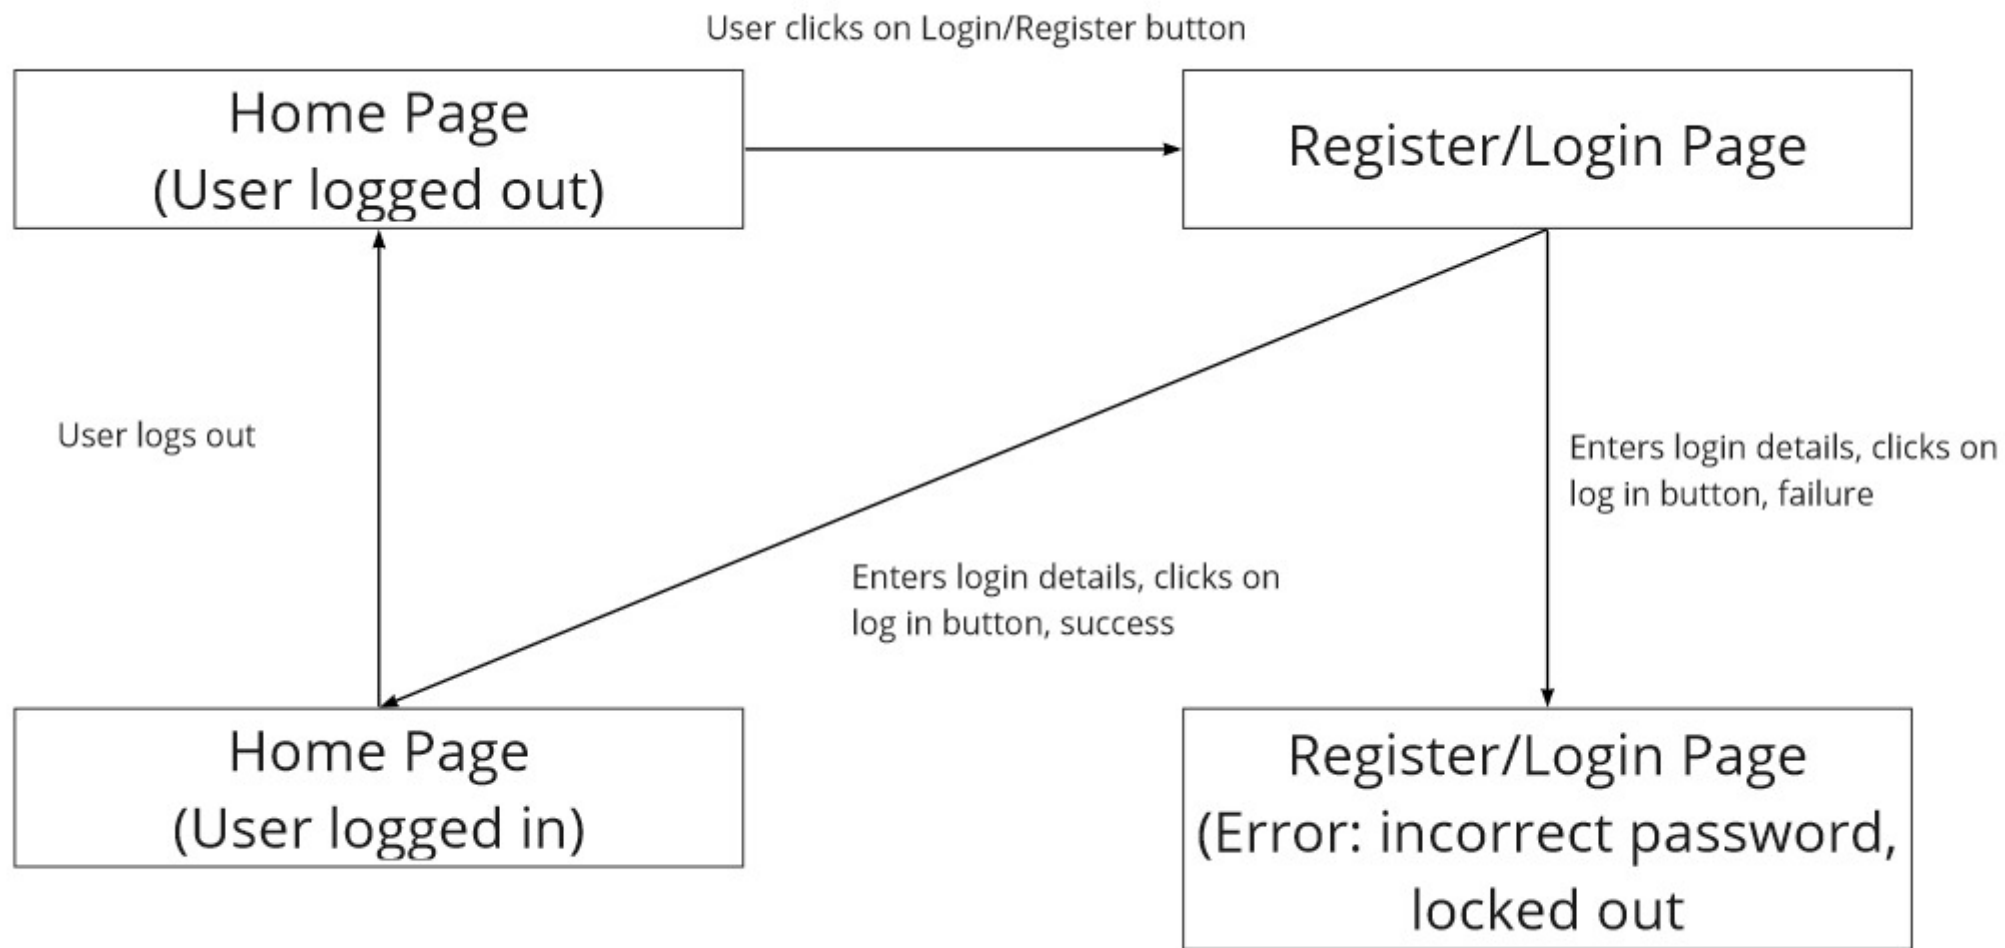 User clicks on Login/Register button
Home Page
(User logged out)
Register/Login Page
User logs out
Enters login details, clicks on
log in button, failure
Enters login details, clicks on
log in button, success
Home Page
(User logged in)
Register/Login Page
(Error: incorrect password,
locked out